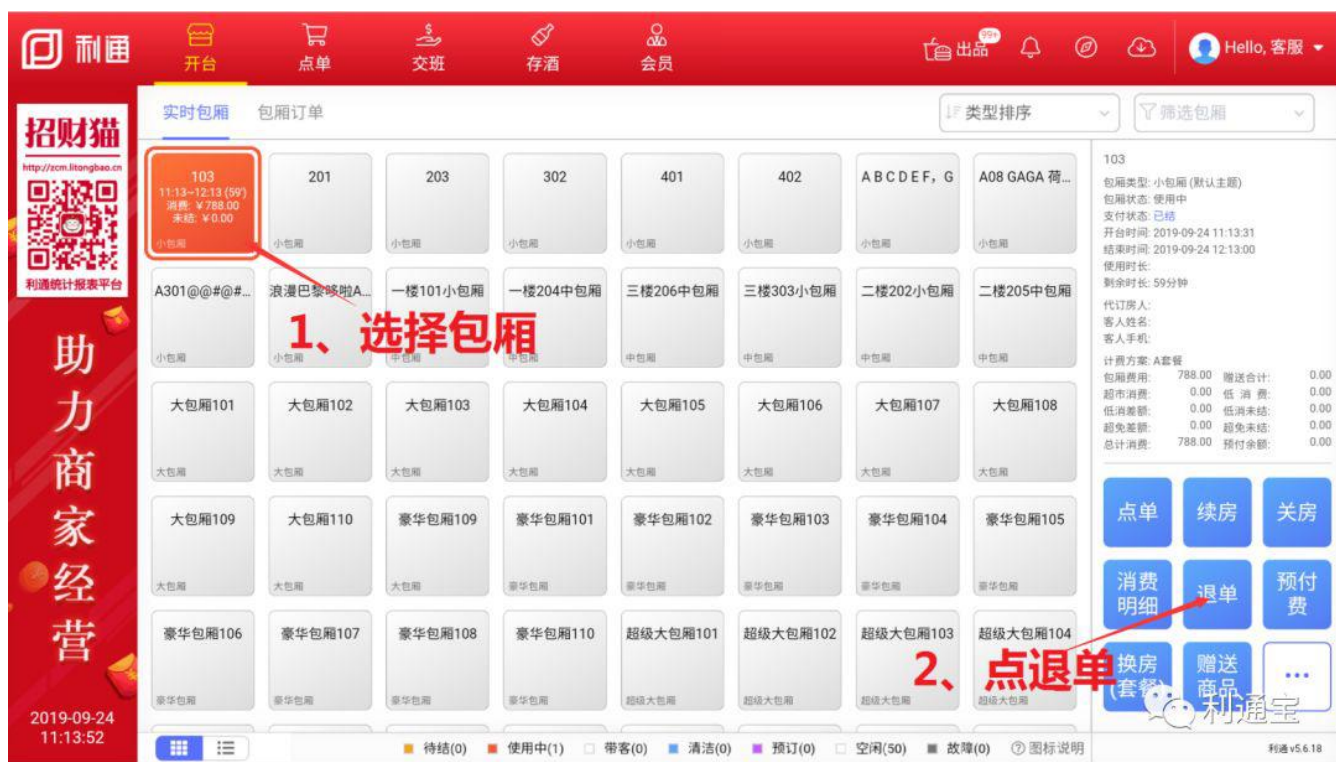 利通
开台
点单
交班
存酒
会员
出品
99+
Hello, 客服
招财猫
http://zcm.litongbao.cn
利通统计报表平台
助力商家经营
2019-09-24
11:13:52
实时包厢
包厢订单
类型排序
筛选包厢
103
11:13~12:13 (59')
消费: ￥788.00
未结: ￥0.00
小包厢
201
小包厢
203
小包厢
302
小包厢
401
小包厢
402
小包厢
A B C D E F，G
小包厢
A08 GAGA 荷...
小包厢
A301@@#@#...
小包厢
浪漫巴黎哆啦A...
小包厢
一楼101小包厢
中包厢
一楼204中包厢
中包厢
三楼206中包厢
中包厢
三楼303小包厢
中包厢
二楼202小包厢
中包厢
二楼205中包厢
中包厢
1、选择包厢
大包厢101
大包厢
大包厢102
大包厢
大包厢103
大包厢
大包厢104
大包厢
大包厢105
大包厢
大包厢106
大包厢
大包厢107
大包厢
大包厢108
大包厢
大包厢109
大包厢
大包厢110
大包厢
豪华包厢109
大包厢
豪华包厢101
豪华包厢
豪华包厢102
豪华包厢
豪华包厢103
豪华包厢
豪华包厢104
豪华包厢
豪华包厢105
豪华包厢
豪华包厢106
豪华包厢
豪华包厢107
豪华包厢
豪华包厢108
豪华包厢
豪华包厢110
豪华包厢
超级大包厢101
超级大包厢
超级大包厢102
超级大包厢
超级大包厢103
超级大包厢
超级大包厢104
超级大包厢
2、点退单
待结(0)
使用中(1)
带客(0)
清洁(0)
预订(0)
空闲(50)
故障(0)
图标说明
103
包厢类型: 小包厢 (默认主题)
包厢状态: 使用中
支付状态: 已结
开台时间: 2019-09-24 11:13:31
结束时间: 2019-09-24 12:13:00
使用时长:
剩余时长: 59分钟
代订房人:
客人姓名:
客人手机:
计费方案: A套餐
包厢费用: 788.00 赠送合计: 0.00
超市消费: 0.00 低 消 费: 0.00
低消差额: 0.00 低消未结: 0.00
超免差额: 0.00 超免未结: 0.00
总计消费: 788.00 预付余额: 0.00
点单
续房
关房
消费明细
退单
预付费
换房(套餐)
赠送商品
...
利通宝
利通 v5.6.18